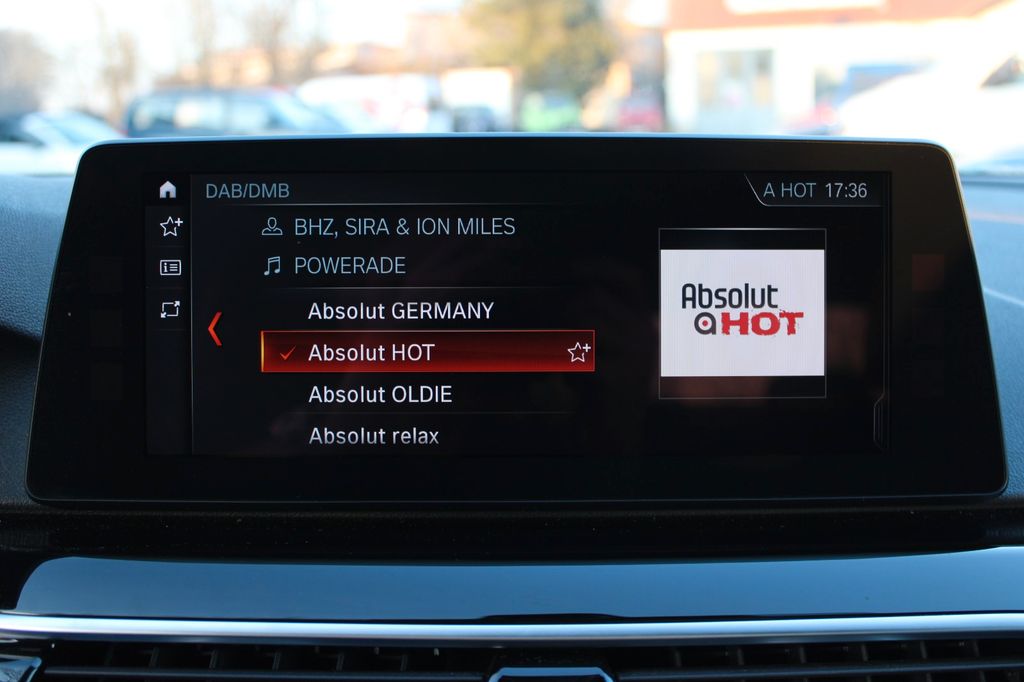 DAB/DMB
A HOT 17:36
BHZ, SIRA & ION MILES
POWERADE
Absolut GERMANY
Absolut HOT
Absolut OLDIE
Absolut relax
Absolut
a HOT